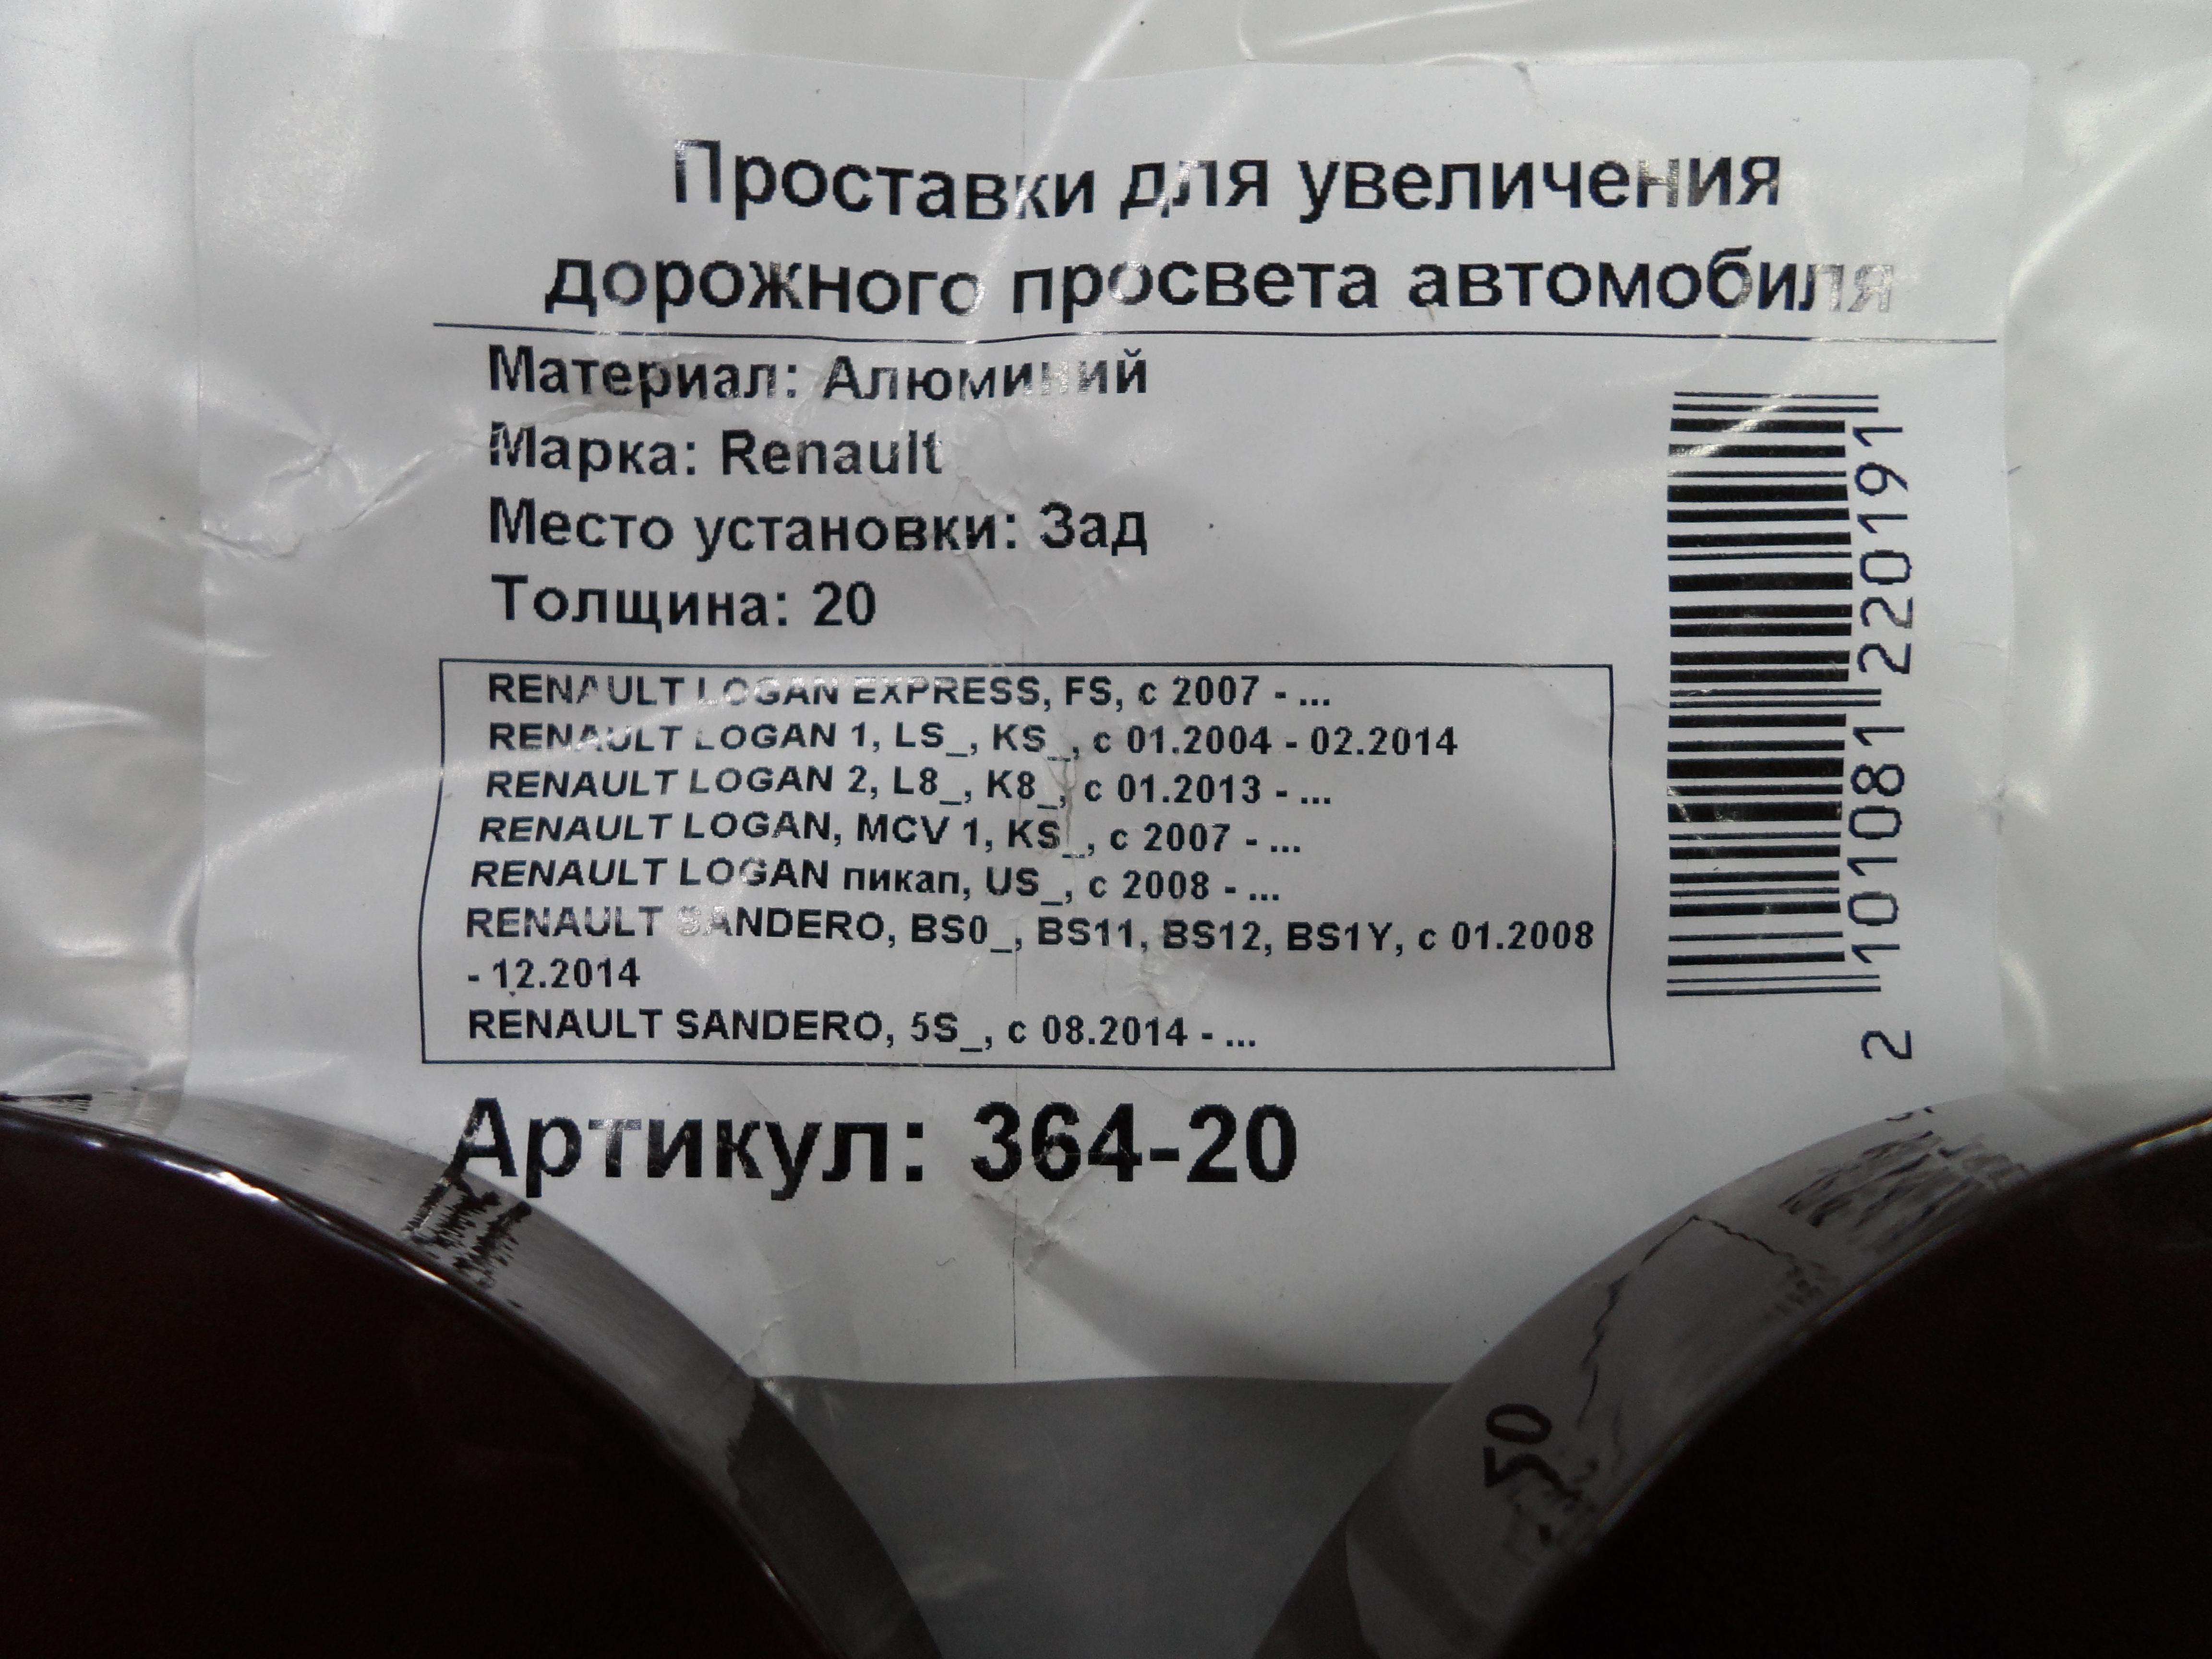 Проставки для увеличения
дорожного просвета автомобиля
Материал: Алюминий
Марка: Renault
Место установки: Зад
Толщина: 20
RENAULT LOGAN EXPRESS, FS, с 2007 - ...
RENAULT LOGAN 1, LS_, KS_, с 01.2004 - 02.2014
RENAULT LOGAN 2, L8_, K8_, с 01.2013 - ...
RENAULT LOGAN, MCV 1, KS_, с 2007 - ...
RENAULT LOGAN пикап, US_, с 2008 - ...
RENAULT SANDERO, BS0_, BS11, BS12, BS1Y, с 01.2008
- 12.2014
RENAULT SANDERO, 5S_, с 08.2014 - ...
Артикул: 364-20
2 101081 220191